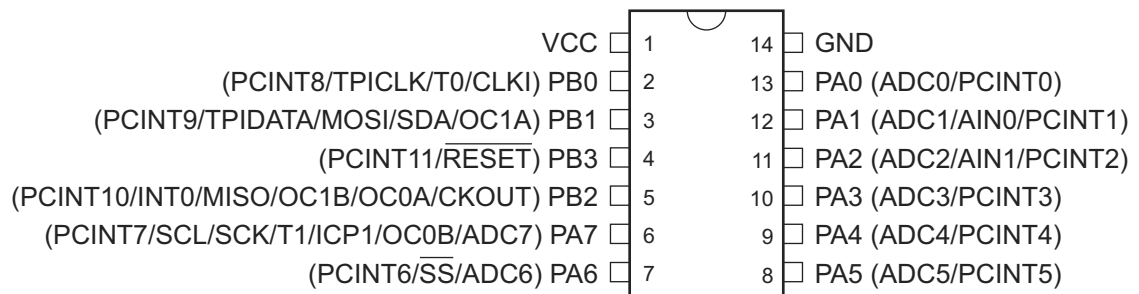 VCC 1 14 GND
(PCINT8/TPICLK/T0/CLKI) PB0 2 13 PA0 (ADC0/PCINT0)
(PCINT9/TPIDATA/MOSI/SDA/OC1A) PB1 3 12 PA1 (ADC1/AIN0/PCINT1)
(PCINT11/RESET) PB3 4 11 PA2 (ADC2/AIN1/PCINT2)
(PCINT10/INT0/MISO/OC1B/OC0A/CKOUT) PB2 5 10 PA3 (ADC3/PCINT3)
(PCINT7/SCL/SCK/T1/ICP1/OC0B/ADC7) PA7 6 9 PA4 (ADC4/PCINT4)
(PCINT6/SS/ADC6) PA6 7 8 PA5 (ADC5/PCINT5)